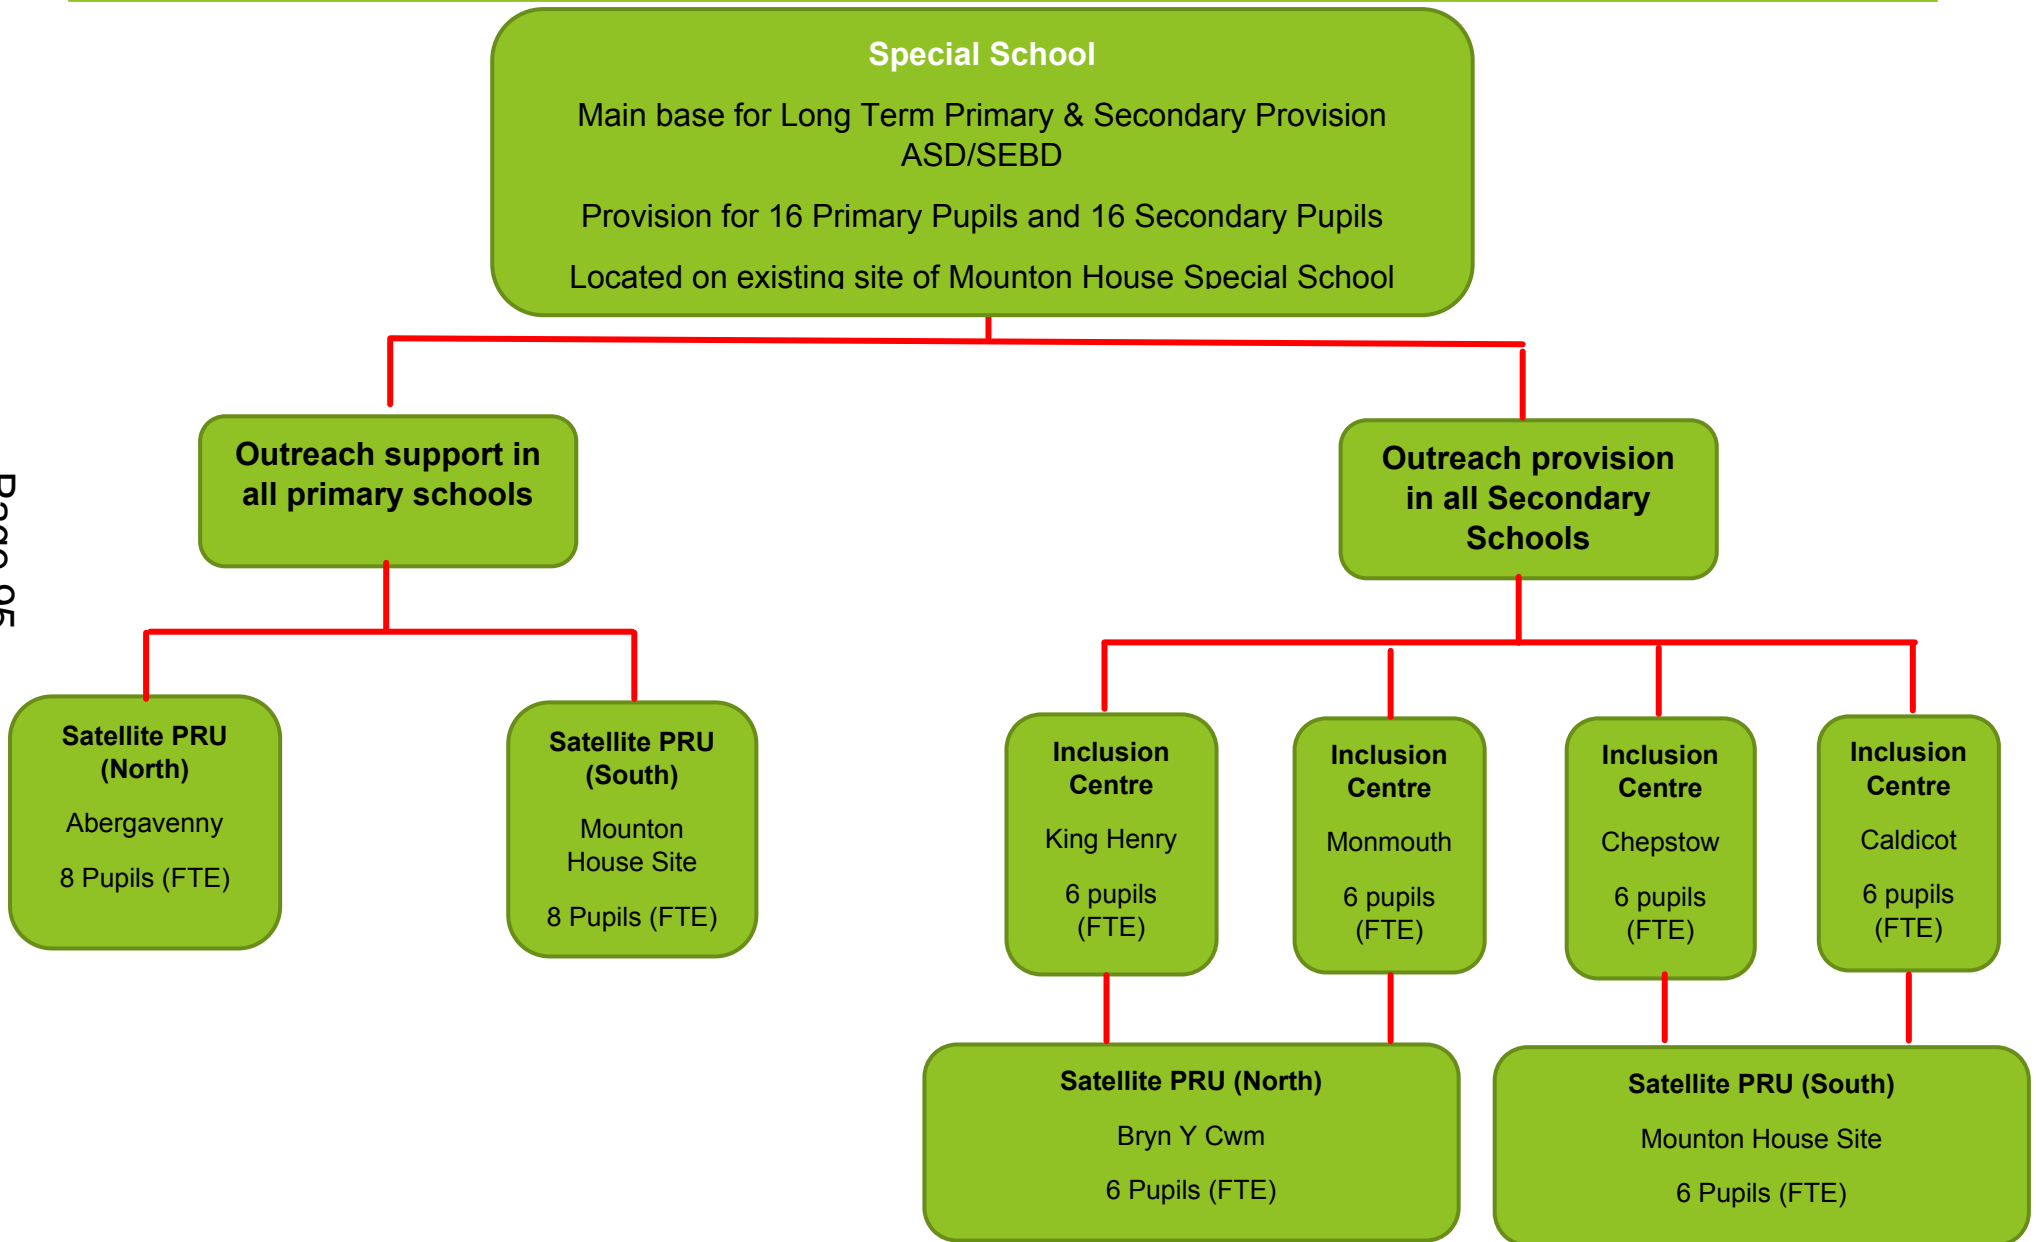 Special School
Main base for Long Term Primary & Secondary Provision
ASD/SEBD
Provision for 16 Primary Pupils and 16 Secondary Pupils
Located on existing site of Mounton House Special School
Outreach support in
all primary schools
Outreach provision
in all Secondary
Schools
Satellite PRU
(North)
Abergavenny
8 Pupils (FTE)
Satellite PRU
(South)
Mounton
House Site
8 Pupils (FTE)
Inclusion
Centre
King Henry
6 pupils
(FTE)
Inclusion
Centre
Monmouth
6 pupils
(FTE)
Inclusion
Centre
Chepstow
6 pupils
(FTE)
Inclusion
Centre
Caldicot
6 pupils
(FTE)
Satellite PRU (North)
Bryn Y Cwm
6 Pupils (FTE)
Satellite PRU (South)
Mounton House Site
6 Pupils (FTE)
Page 95